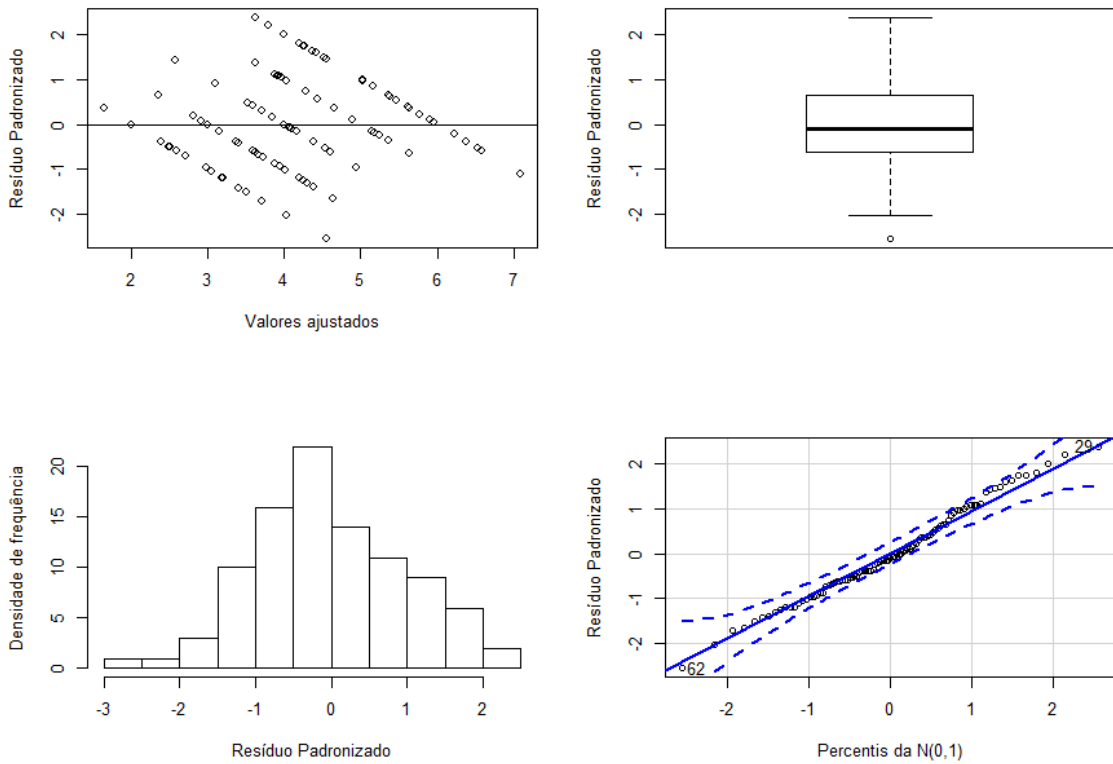 Resíduo Padronizado
2
1
0
-1
-2
2 3 4 5 6 7
Valores ajustados
Resíduo Padronizado
2
1
0
-1
-2
Densidade de frequência
20
15
10
5
0
-3 -2 -1 0 1 2
Resíduo Padronizado
Resíduo Padronizado
2
1
0
-1
-2
29
62
-2 -1 0 1 2
Percentis da N(0,1)